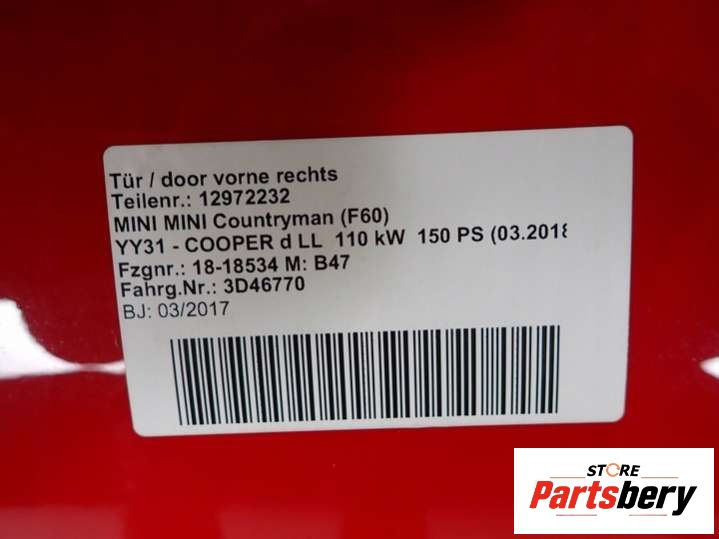 Tür / door vorne rechts
Teilenr.: 12972232
MINI MINI Countryman (F60)
YY31 - COOPER d LL 110 kW 150 PS (03.2018
Fzgnr.: 18-18534 M: B47
Fahrg.Nr.: 3D46770
BJ: 03/2017
STORE
Partsbery